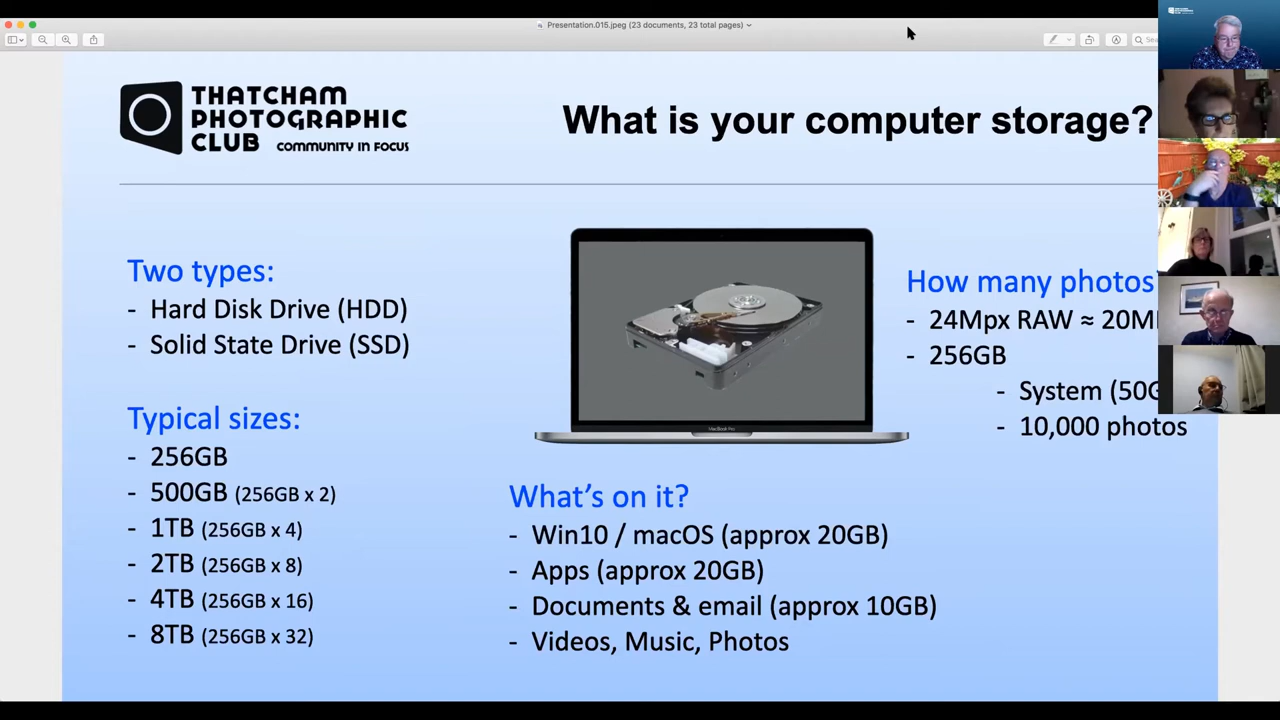 Presentation.015.jpeg (23 documents, 23 total pages)
THATCHAM
PHOTOGRAPHIC
CLUB COMMUNITY IN FOCUS
What is your computer storage?
Two types:
- Hard Disk Drive (HDD)
- Solid State Drive (SSD)
Typical sizes:
- 256GB
- 500GB (256GB x 2)
- 1TB (256GB x 4)
- 2TB (256GB x 8)
- 4TB (256GB x 16)
- 8TB (256GB x 32)
MacBook Pro
What's on it?
- Win10 / macOS (approx 20GB)
- Apps (approx 20GB)
- Documents & email (approx 10GB)
- Videos, Music, Photos
How many photos
- 24Mpx RAW ≈ 20M
- 256GB
- System (50G
- 10,000 photos